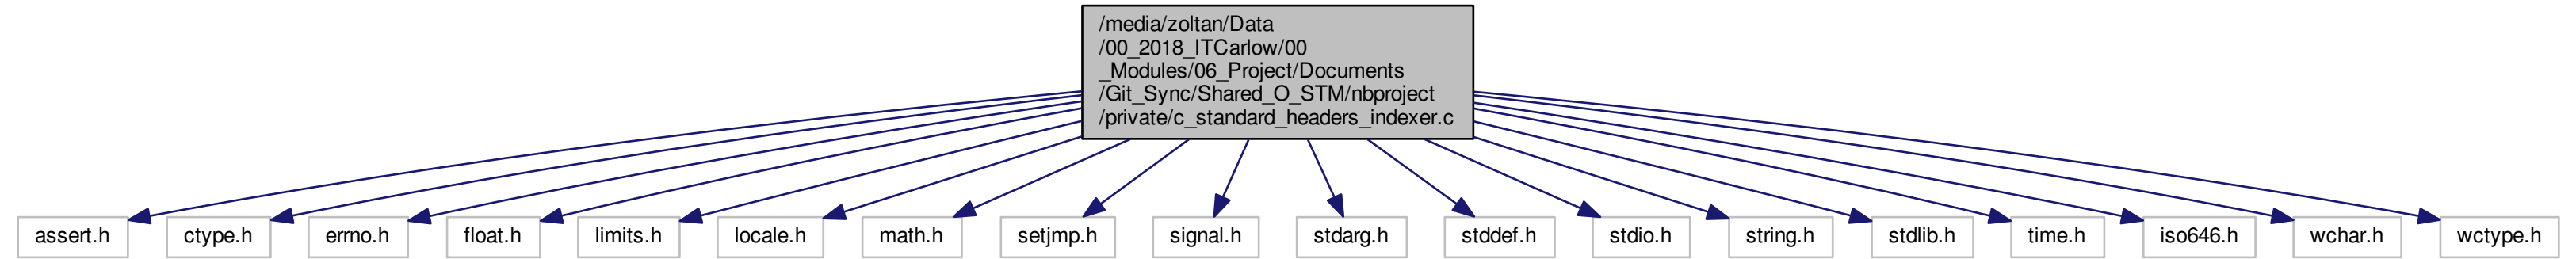 /media/zoltan/Data
/00_2018_ITCarlow/00
_Modules/06_Project/Documents
/Git_Sync/Shared_O_STM/nbproject
/private/c_standard_headers_indexer.c
assert.h
ctype.h
errno.h
float.h
limits.h
locale.h
math.h
setjmp.h
signal.h
stdarg.h
stddef.h
stdio.h
string.h
stdlib.h
time.h
iso646.h
wchar.h
wctype.h